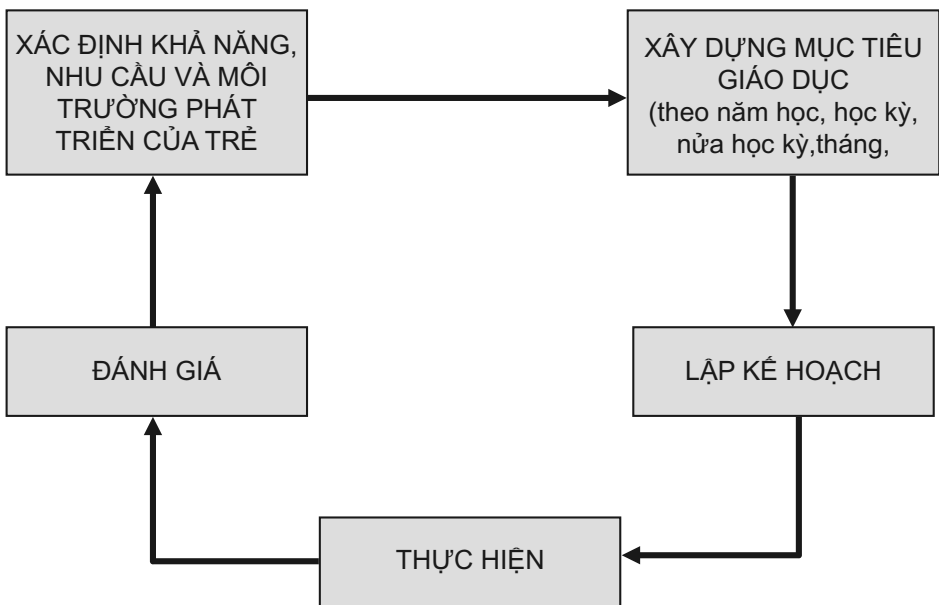 XÁC ĐỊNH KHẢ NĂNG,
NHU CẦU VÀ MÔI
TRƯỜNG PHÁT
TRIỂN CỦA TRẺ
XÂY DỰNG MỤC TIÊU
GIÁO DỤC
(theo năm học, học kỳ,
nửa học kỳ,tháng,
LẬP KẾ HOẠCH
THỰC HIỆN
ĐÁNH GIÁ